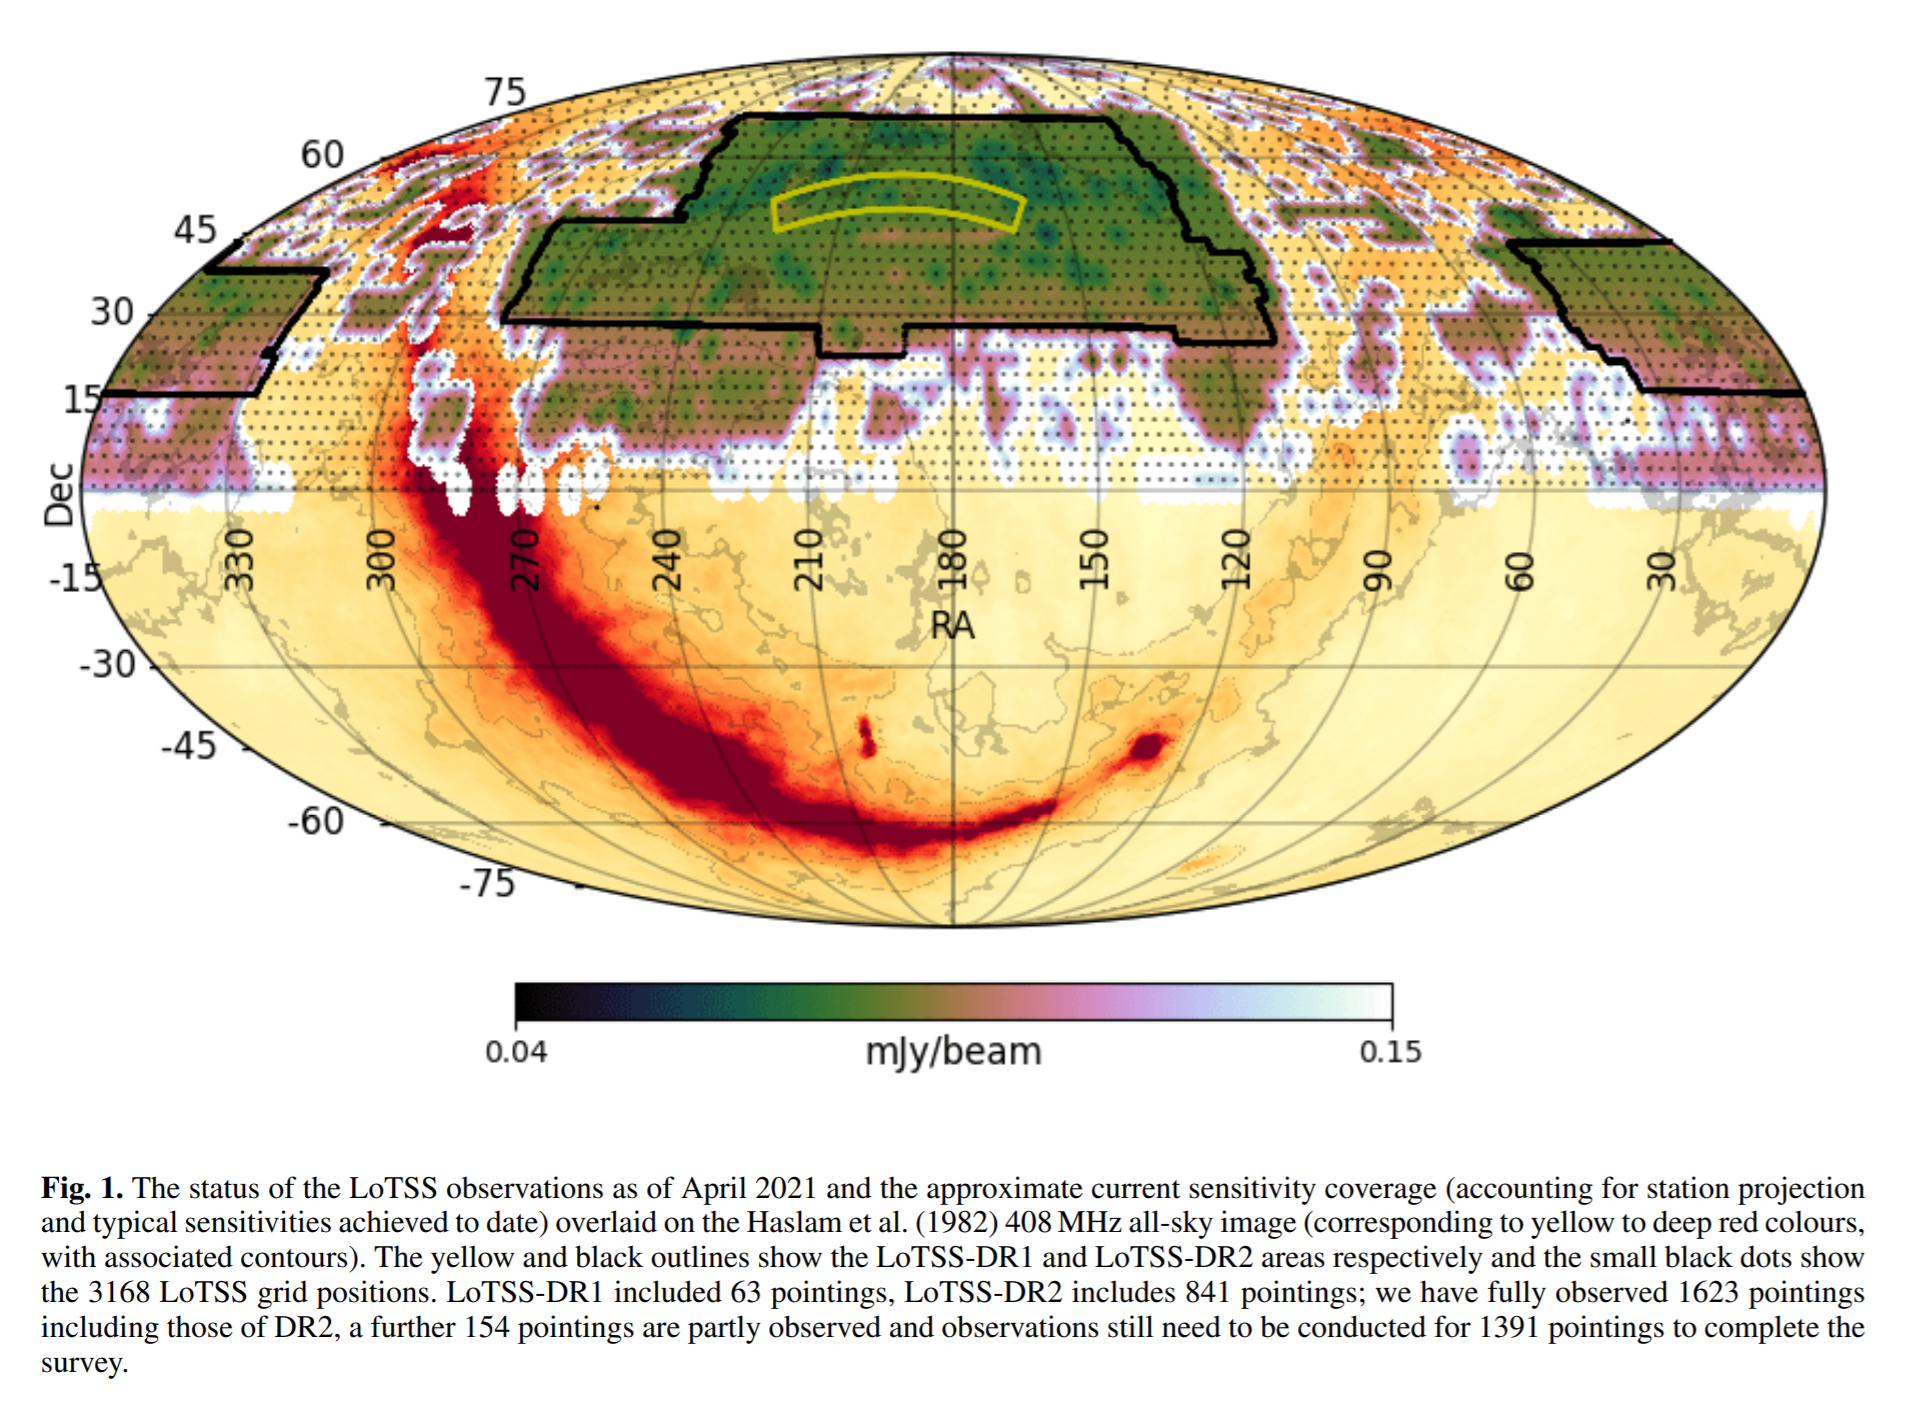 75
60
45
30
15
Dec
330 300 270 240 210 180 150 120 90 60 30
-15
RA
-30
-45
-60
-75
0.04 mJy/beam 0.15
Fig. 1. The status of the LoTSS observations as of April 2021 and the approximate current sensitivity coverage (accounting for station projection
and typical sensitivities achieved to date) overlaid on the Haslam et al. (1982) 408 MHz all-sky image (corresponding to yellow to deep red colours,
with associated contours). The yellow and black outlines show the LoTSS-DR1 and LoTSS-DR2 areas respectively and the small black dots show
the 3168 LoTSS grid positions. LoTSS-DR1 included 63 pointings, LoTSS-DR2 includes 841 pointings; we have fully observed 1623 pointings
including those of DR2, a further 154 pointings are partly observed and observations still need to be conducted for 1391 pointings to complete the
survey.